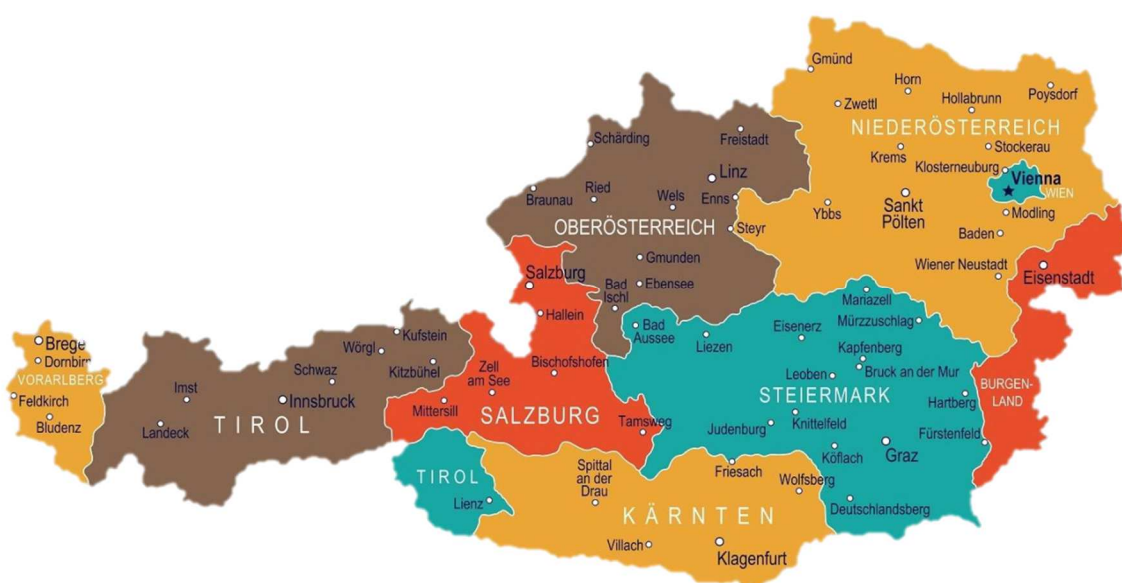 Gmünd
Horn
Zwettl
Hollabrunn
Poysdorf
NIEDERÖSTERREICH
Schärding
Freistadt
Krems
Stockerau
Klosterneuburg
Linz
Vienna
WIEN
Braunau
Ried
Wels
Enns
Sankt
Pölten
Ybbs
Modling
OBERÖSTERREICH
Steyr
Baden
Salzburg
Gmunden
Wiener Neustadt
Eisenstadt
Bad
Ischl
Ebensee
Mariazell
Hallein
Bad
Aussee
Liezen
Eisenerz
Mürzzuschlag
Brege
Dornbirn
VORARLBERG
Feldkirch
Bludenz
Kufstein
Wörgl
Kitzbühel
Schwaz
Imst
Innsbruck
Landeck
TIROL
Zell
am See
Bischofshofen
Mittersill
SALZBURG
Tamsweg
Kapfenberg
Leoben
Bruck an der Mur
STEIERMARK
Hartberg
BURGEN-
LAND
Judenburg
Knittelfeld
Fürstenfeld
Köflach
Graz
TIROL
Lienz
Spittal
an der
Drau
Friesach
Wolfsberg
Deutschlandsberg
KÄRNTEN
Villach
Klagenfurt